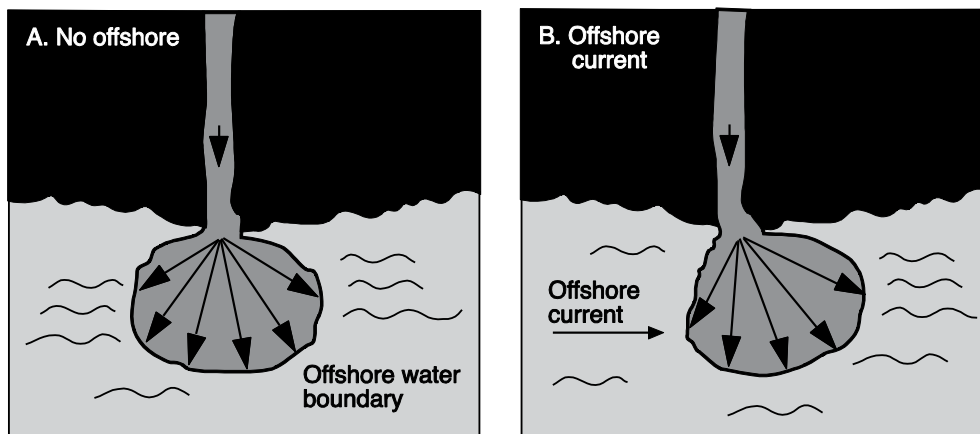 A. No offshore
Offshore water
boundary
B. Offshore
current
Offshore
current